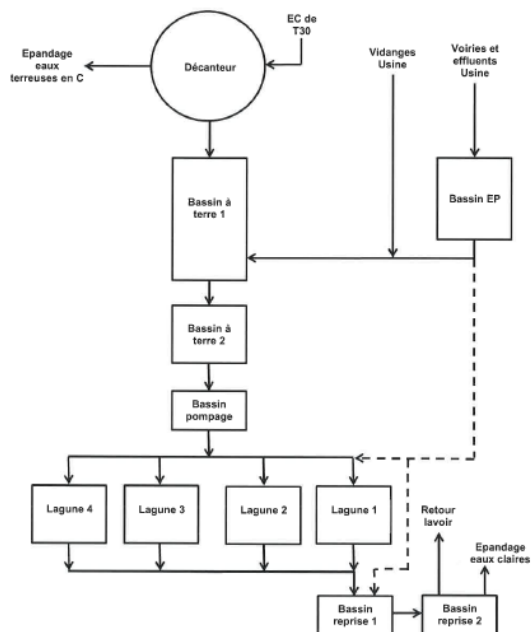 EC de
T30
Epandage
eaux
terreuses en C
Décanteur
Vidanges
Usine
Voiries et
effluents
Usine
Bassin à
terre 1
Bassin EP
Bassin à
terre 2
Bassin
pompage
Lagune 4
Lagune 3
Lagune 2
Lagune 1
Retour
lavoir
Epandage
eaux claires
Bassin
reprise 1
Bassin
reprise 2